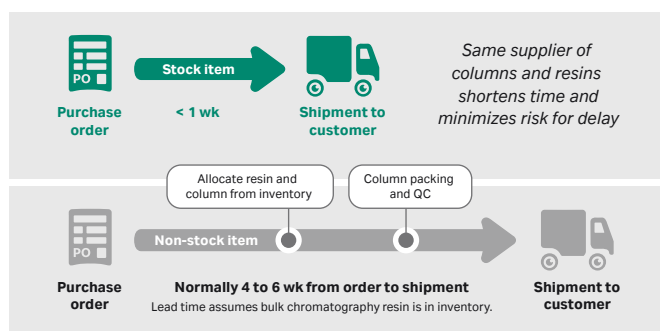 PO
Stock item
Purchase
order
< 1 wk
Shipment to
customer
Same supplier of
columns and resins
shortens time and
minimizes risk for delay
Allocate resin and
column from inventory
Column packing
and QC
PO
Non-stock item
Purchase
order
Normally 4 to 6 wk from order to shipment
Lead time assumes bulk chromatography resin is in inventory.
Shipment to
customer